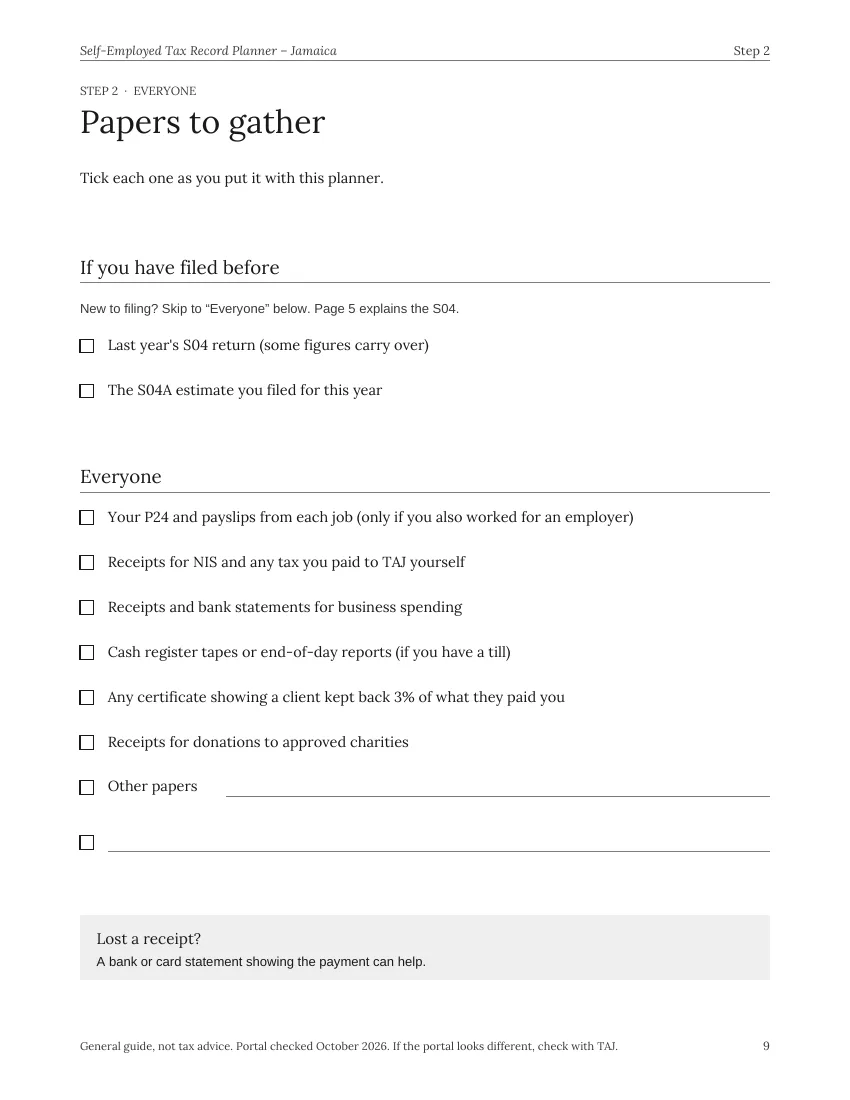 Self-Employed Tax Record Planner – Jamaica
Step 2
STEP 2 · EVERYONE
Papers to gather
Tick each one as you put it with this planner.
If you have filed before
New to filing? Skip to “Everyone” below. Page 5 explains the S04.
Last year's S04 return (some figures carry over)
The S04A estimate you filed for this year
Everyone
Your P24 and payslips from each job (only if you also worked for an employer)
Receipts for NIS and any tax you paid to TAJ yourself
Receipts and bank statements for business spending
Cash register tapes or end-of-day reports (if you have a till)
Any certificate showing a client kept back 3% of what they paid you
Receipts for donations to approved charities
Other papers
Lost a receipt?
A bank or card statement showing the payment can help.
General guide, not tax advice. Portal checked October 2026. If the portal looks different, check with TAJ.
9